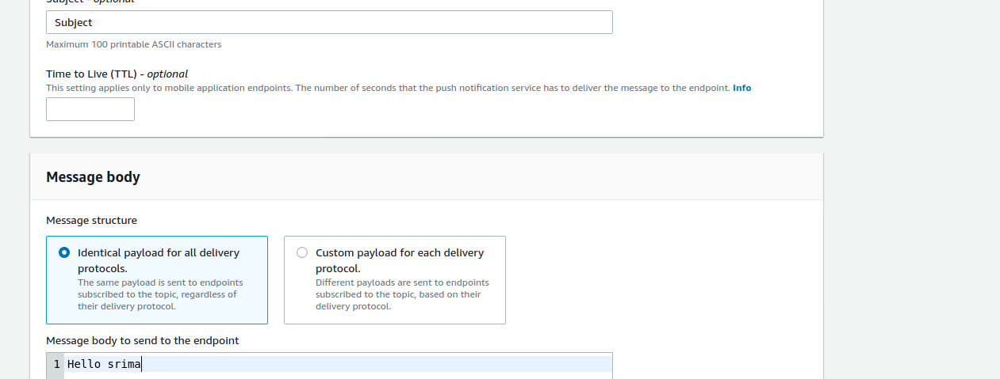 Subject - optional
Subject
Maximum 100 printable ASCII characters
Time to Live (TTL) - optional
This setting applies only to mobile application endpoints. The number of seconds that the push notification service has to deliver the message to the endpoint. Info
Message body
Message structure
Identical payload for all delivery
protocols.
The same payload is sent to endpoints
subscribed to the topic, regardless of
their delivery protocol.
Custom payload for each delivery
protocol.
Different payloads are sent to endpoints
subscribed to the topic, based on their
delivery protocol.
Message body to send to the endpoint
1 Hello srima